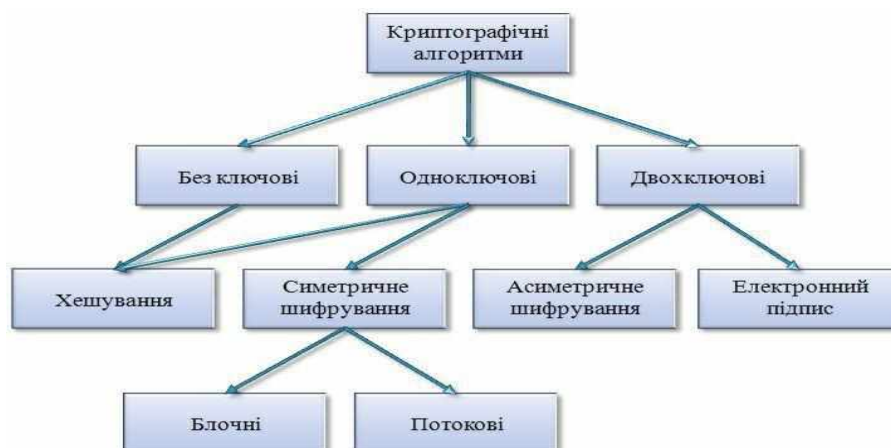 Криптографічні
алгоритми
Без ключові
Одноключові
Двохключові
Хешування
Симетричне
шифрування
Асиметричне
шифрування
Електронний
підпис
Блочні
Потокові